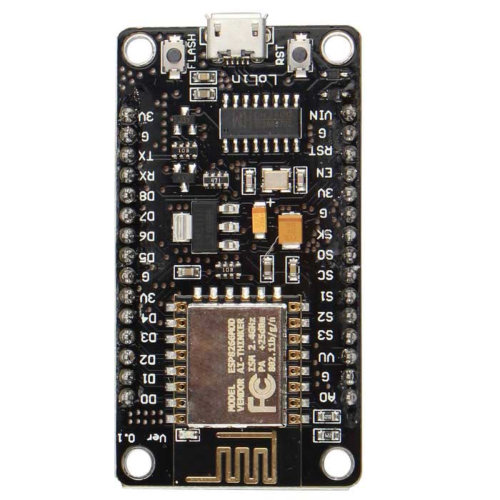 FLASH
RST
LoLin
3V
G
TX
RX
D8
D7
D6
D5
G
3V
D4
D3
D2
D1
D0
VIN
G
RST
EN
3V
G
SK
SO
SC
S1
S2
S3
VU
G
A0
471
+
MODEL ESP8266MOD
VENDOR AI-THINKER
ISM 2.4GHz
PA +25dBm
802.11b/g/n
FC
Ver 0.1